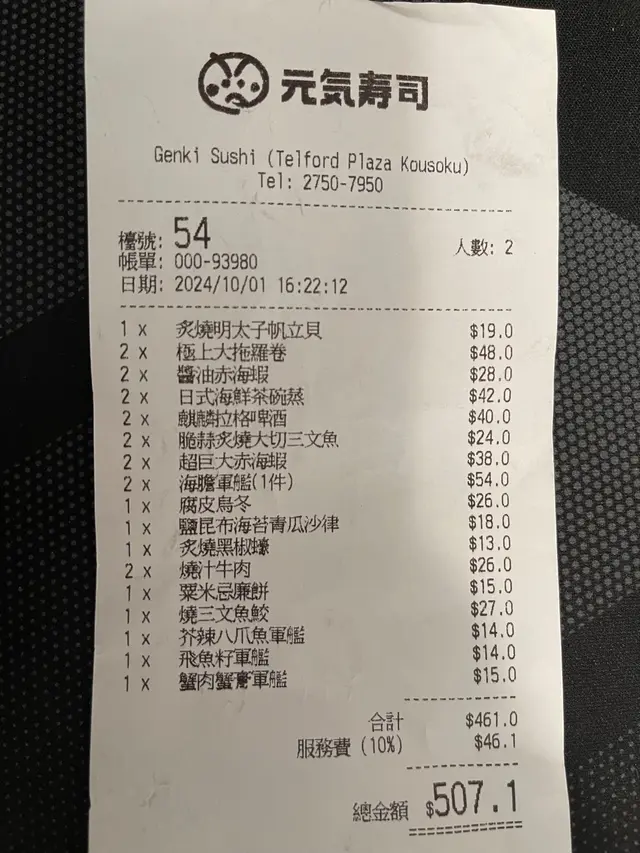 元気寿司
Genki Sushi (Telford Plaza Kousoku)
Tel: 2750-7950
檯號: 54 人數: 2
帳單: 000-93980
日期: 2024/10/01 16:22:12
1 x 炙燒明太子帆立貝 $19.0
2 x 極上大拖羅卷 $48.0
2 x 醬油赤海蝦 $28.0
2 x 日式海鮮茶碗蒸 $42.0
2 x 麒麟拉格啤酒 $40.0
2 x 脆蒜炙燒大切三文魚 $24.0
2 x 超巨大赤海蝦 $38.0
2 x 海膽軍艦(1件) $54.0
1 x 腐皮烏冬 $26.0
1 x 鹽昆布海苔青瓜沙律 $18.0
1 x 炙燒黑椒蠔 $13.0
2 x 燒汁牛肉 $26.0
1 x 粟米忌廉餅 $15.0
1 x 燒三文魚鮫 $27.0
1 x 芥辣八爪魚軍艦 $14.0
1 x 飛魚籽軍艦 $14.0
1 x 蟹肉蟹膏軍艦 $15.0
合計 $461.0
服務費 (10%) $46.1
總金額 $507.1